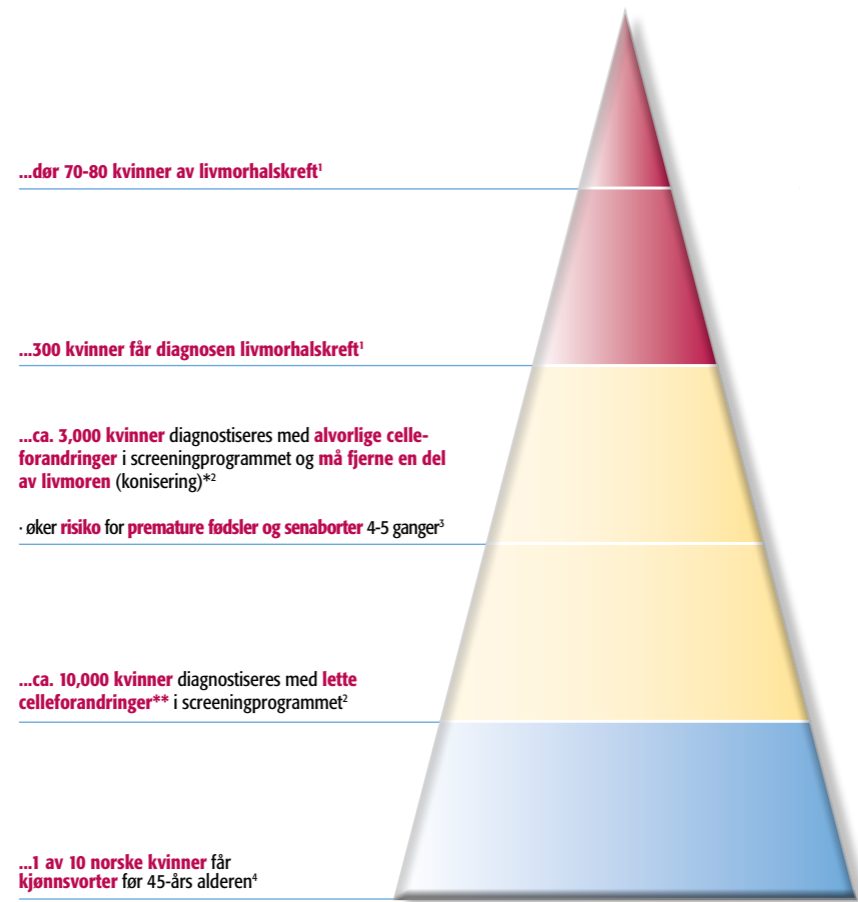 ...dør 70-80 kvinner av livmorhalskreft¹
...300 kvinner får diagnosen livmorhalskreft¹
...ca. 3,000 kvinner diagnostiseres med alvorlige celle-
forandringer i screeningprogrammet og må fjerne en del
av livmoren (konisering)*²
· øker risiko for premature fødsler og senaborter 4-5 ganger³
...ca. 10,000 kvinner diagnostiseres med lette
celleforandringer** i screeningprogrammet²
...1 av 10 norske kvinner får
kjønnsvorter før 45-års alderen⁴